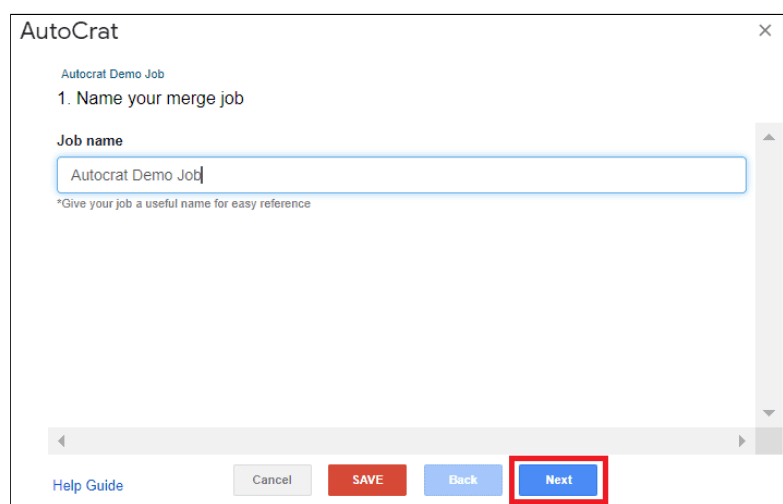 AutoCrat
Autocrat Demo Job
1. Name your merge job
Job name
Autocrat Demo Job
*Give your job a useful name for easy reference
Help Guide
Cancel
SAVE
Back
Next